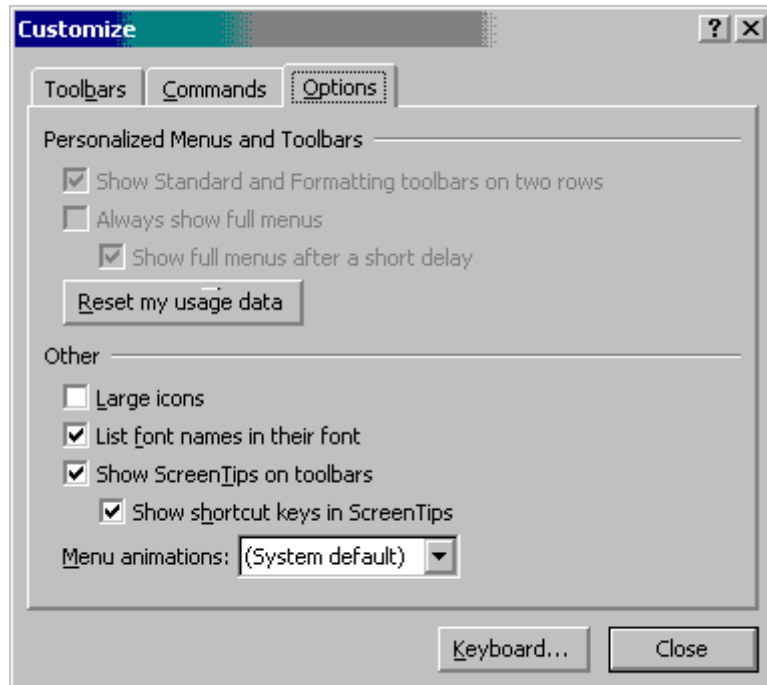 Customize
Toolbars Commands Options
Personalized Menus and Toolbars
Show Standard and Formatting toolbars on two rows
Always show full menus
Show full menus after a short delay
Reset my usage data
Other
Large icons
List font names in their font
Show ScreenTips on toolbars
Show shortcut keys in ScreenTips
Menu animations: (System default)
Keyboard... Close